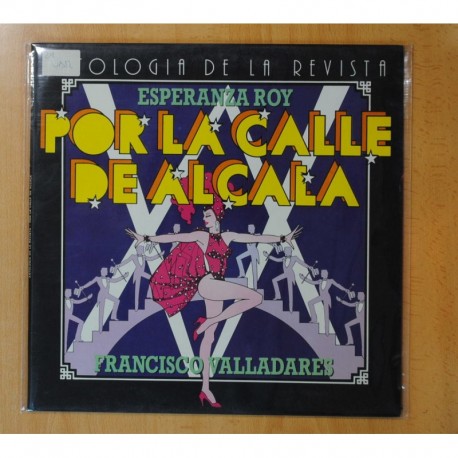 OLOGIA DE LA REVISTA
ESPERANZA ROY
POR LA CALLE
DE ALCALA
FRANCISCO VALLADARES